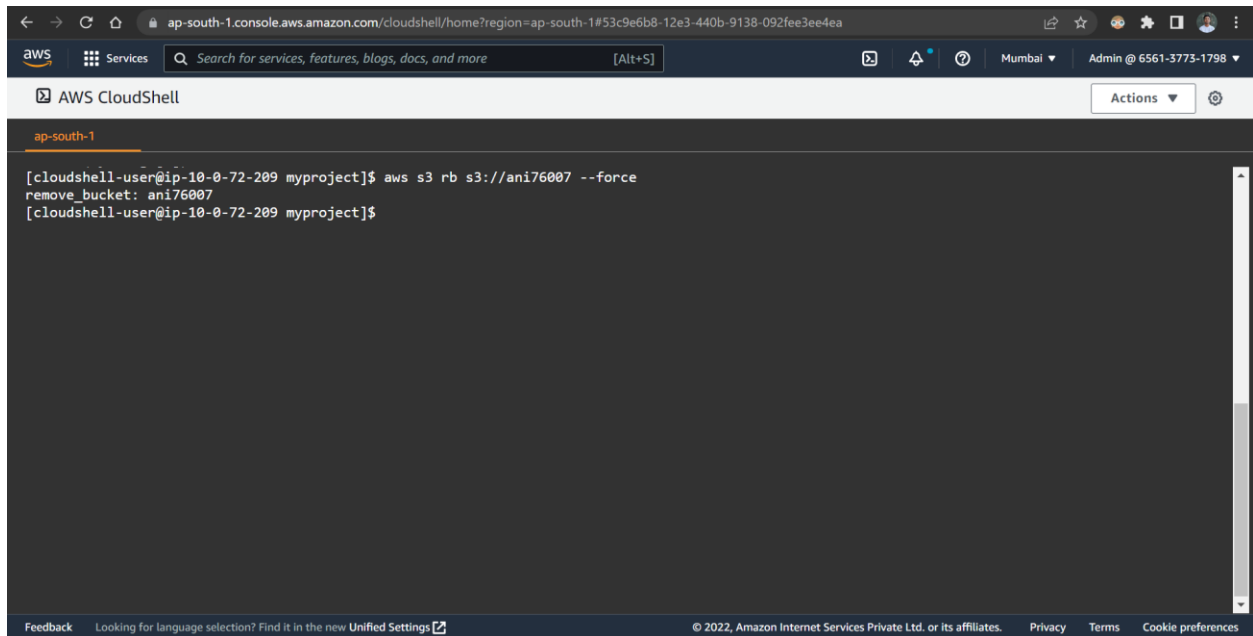 ap-south-1.console.aws.amazon.com/cloudshell/home?region=ap-south-1#53c9e6b8-12e3-440b-9138-092fee3ee4ea
aws Services Search for services, features, blogs, docs, and more [Alt+S] Mumbai ▼ Admin @ 6561-3773-1798 ▼
AWS CloudShell Actions ▼
ap-south-1
[cloudshell-user@ip-10-0-72-209 myproject]$ aws s3 rb s3://ani76007 --force
remove_bucket: ani76007
[cloudshell-user@ip-10-0-72-209 myproject]$
Feedback Looking for language selection? Find it in the new Unified Settings © 2022, Amazon Internet Services Private Ltd. or its affiliates. Privacy Terms Cookie preferences